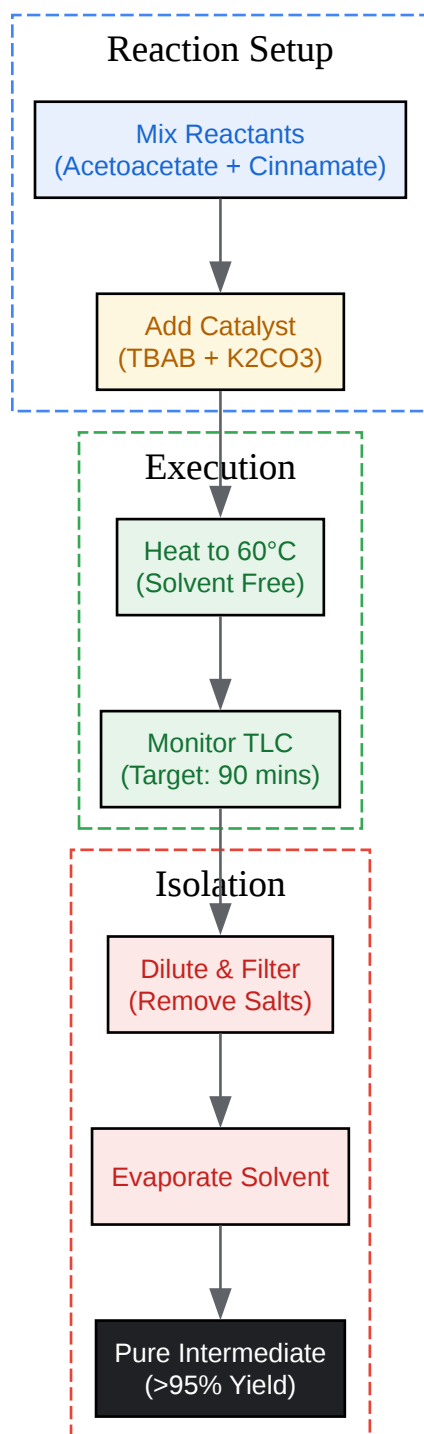 Reaction Setup
Mix Reactants
(Acetoacetate + Cinnamate)
Add Catalyst
(TBAB + K2CO3)
Execution
Heat to 60°C
(Solvent Free)
Monitor TLC
(Target: 90 mins)
Isolation
Dilute & Filter
(Remove Salts)
Evaporate Solvent
Pure Intermediate
(>95% Yield)